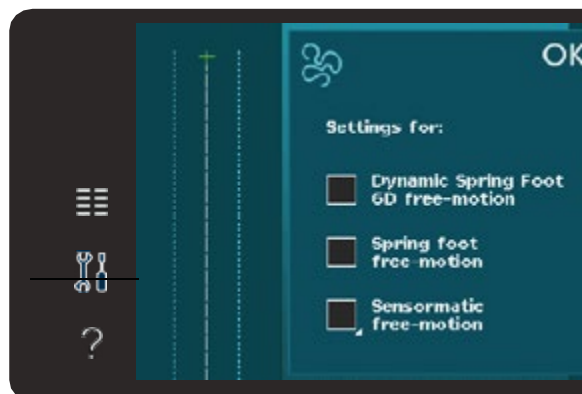 OK
Settings for:
Dynamic Spring Foot
6D free-motion
Spring foot
free-motion
Sensormatic
free-motion
?